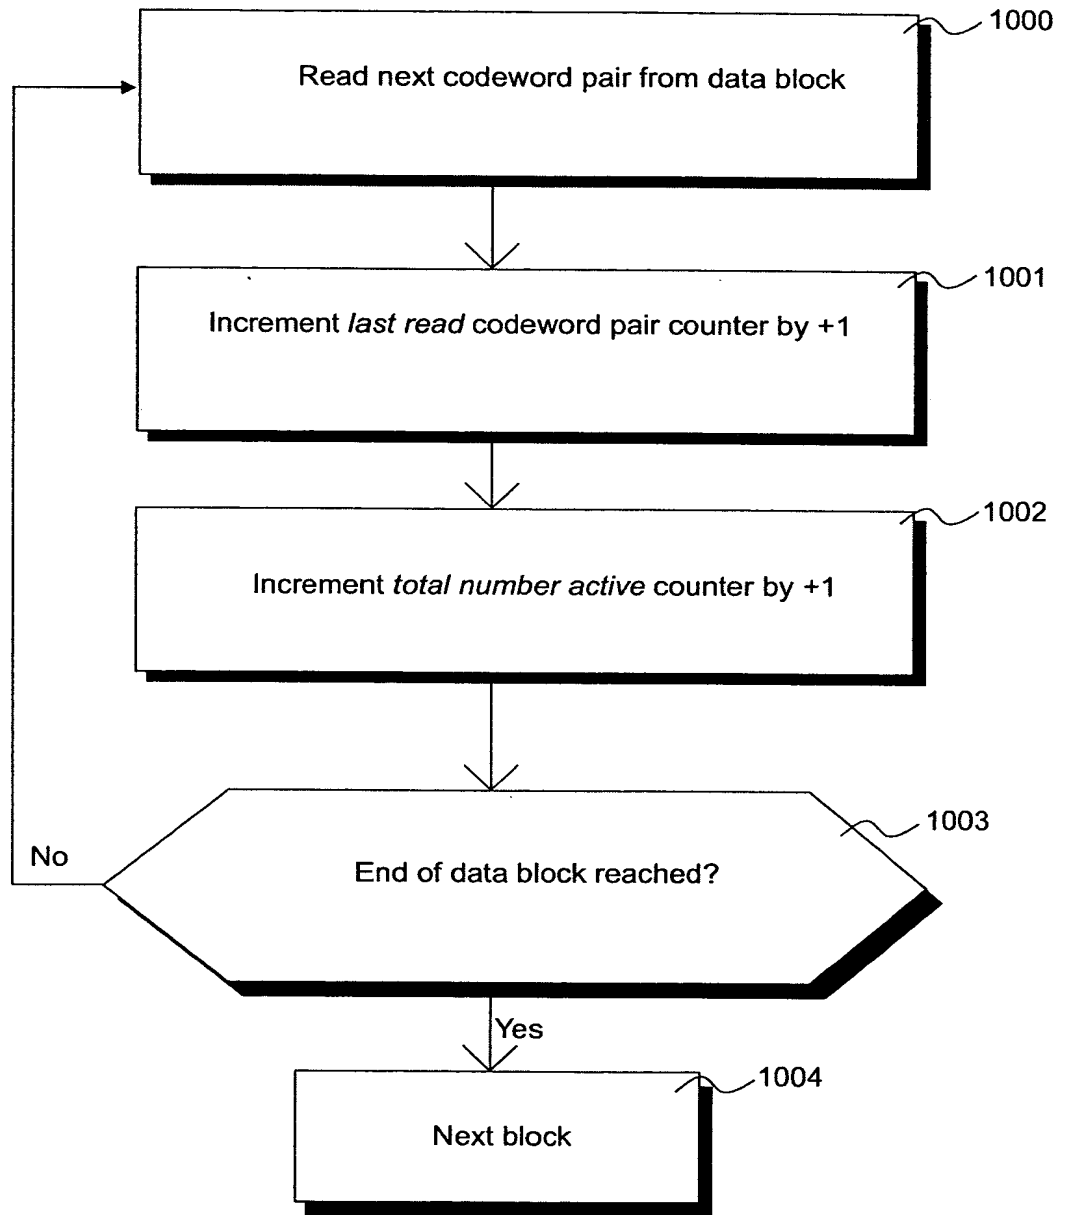 1000
Read next codeword pair from data block
1001
Increment last read codeword pair counter by +1
1002
Increment total number active counter by +1
1003
End of data block reached?
No
Yes
1004
Next block